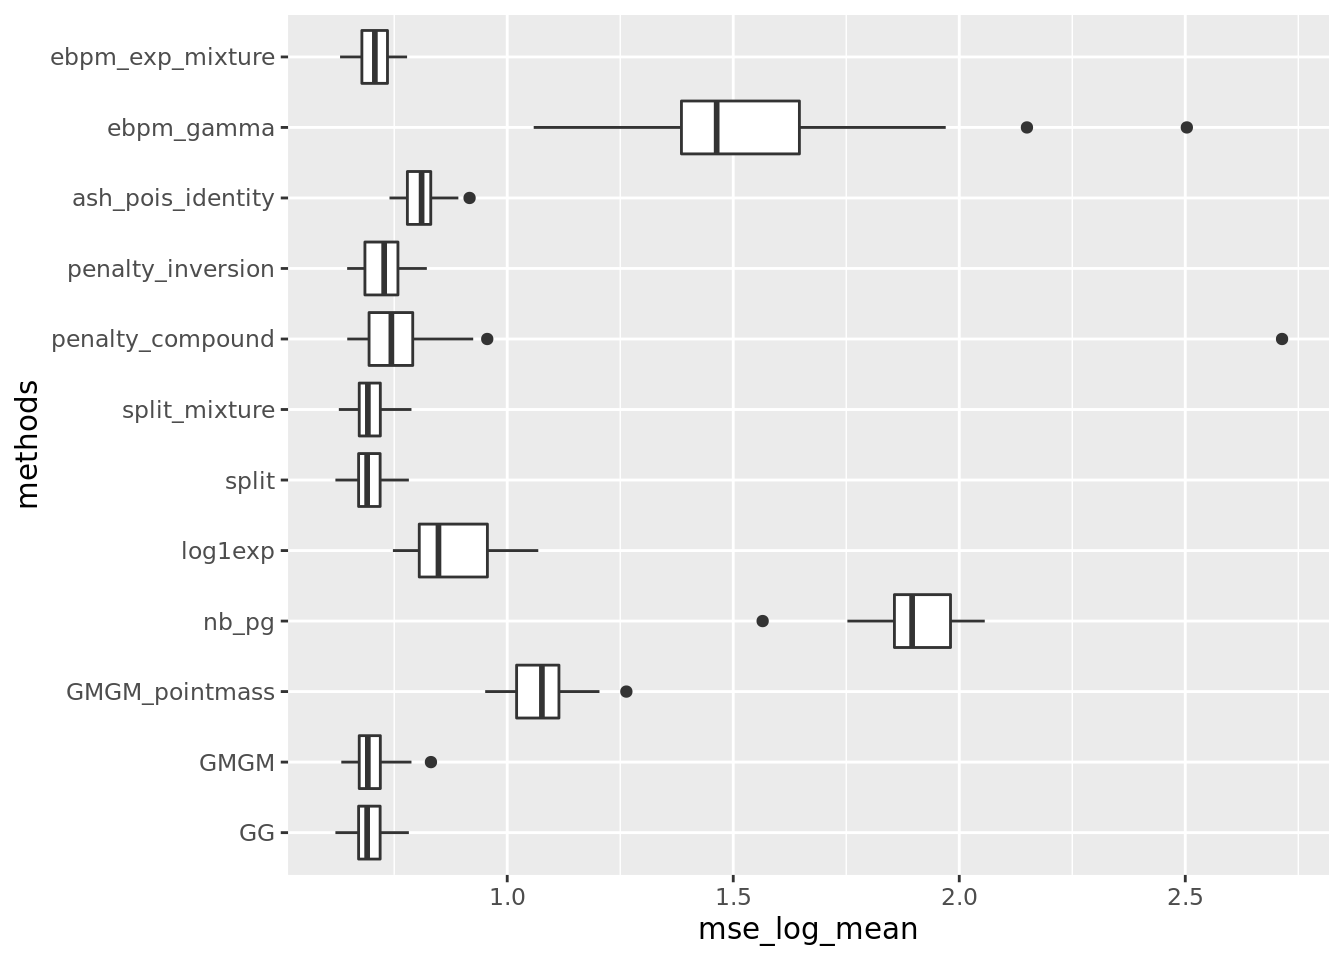 ebpm_exp_mixture
ebpm_gamma
ash_pois_identity
penalty_inversion
penalty_compound
split_mixture
split
log1exp
nb_pg
GMGM_pointmass
GMGM
GG
methods
1.0 1.5 2.0 2.5
mse_log_mean